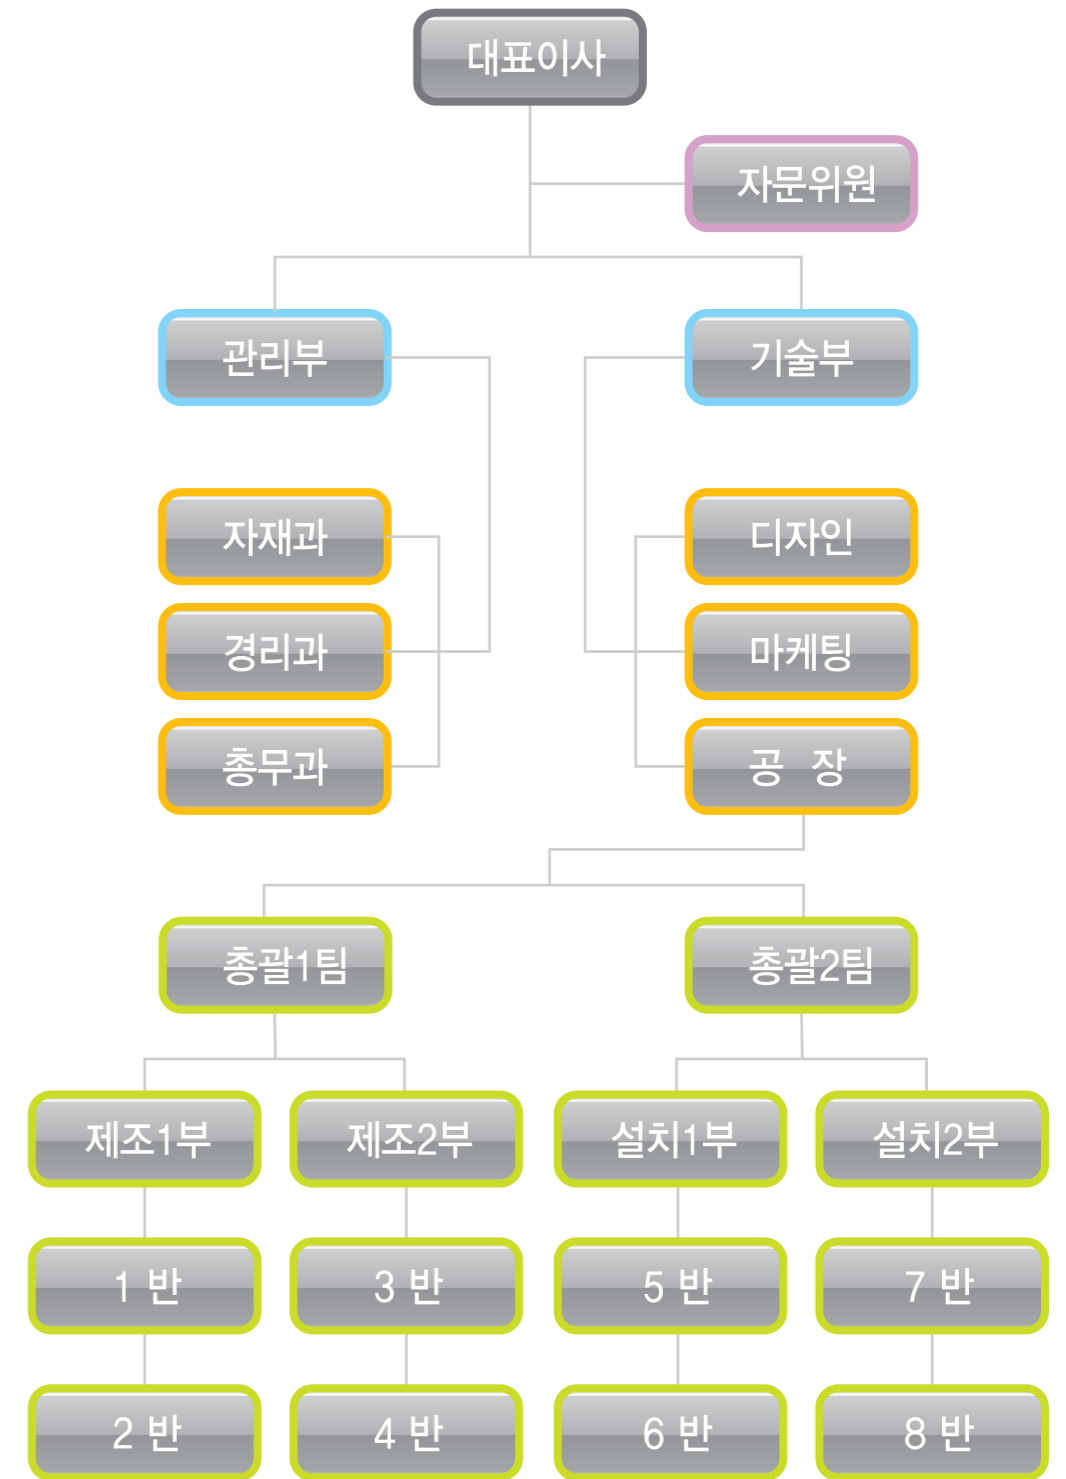 대표이사
자문위원
관리부
기술부
자재과
디자인
경리과
마케팅
총무과
공 장
총괄1팀
총괄2팀
제조1부
제조2부
설치1부
설치2부
1 반
3 반
5 반
7 반
2 반
4 반
6 반
8 반